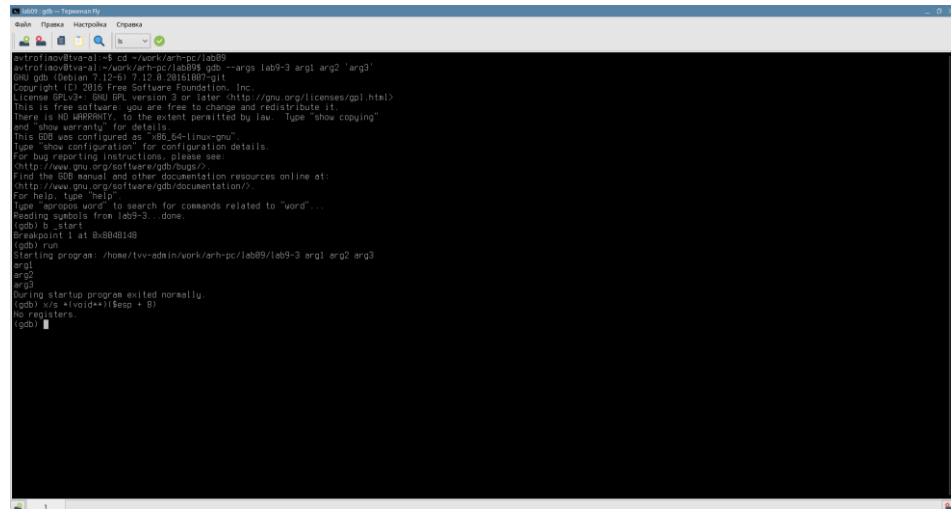 lab09 : gdb — Терминал Fly
Файл Правка Настройка Справка
ls
avtrofimov@tva-al:~$ cd ~/work/arh-pc/lab09
avtrofimov@tva-al:~/work/arh-pc/lab09$ gdb --args lab9-3 arg1 arg2 'arg3'
GNU gdb (Debian 7.12-6) 7.12.0.20161007-git
Copyright (C) 2016 Free Software Foundation, Inc.
License GPLv3+: GNU GPL version 3 or later <http://gnu.org/licenses/gpl.html>
This is free software: you are free to change and redistribute it.
There is NO WARRANTY, to the extent permitted by law. Type "show copying"
and "show warranty" for details.
This GDB was configured as "x86_64-linux-gnu".
Type "show configuration" for configuration details.
For bug reporting instructions, please see:
<http://www.gnu.org/software/gdb/bugs/>.
Find the GDB manual and other documentation resources online at:
<http://www.gnu.org/software/gdb/documentation/>.
For help, type "help".
Type "apropos word" to search for commands related to "word"...
Reading symbols from lab9-3...done.
(gdb) b _start
Breakpoint 1 at 0x8048148
(gdb) run
Starting program: /home/tvv-admin/work/arh-pc/lab09/lab9-3 arg1 arg2 arg3
arg1
arg2
arg3
During startup program exited normally.
(gdb) x/s *(void**)($esp + 8)
No registers.
(gdb)
1